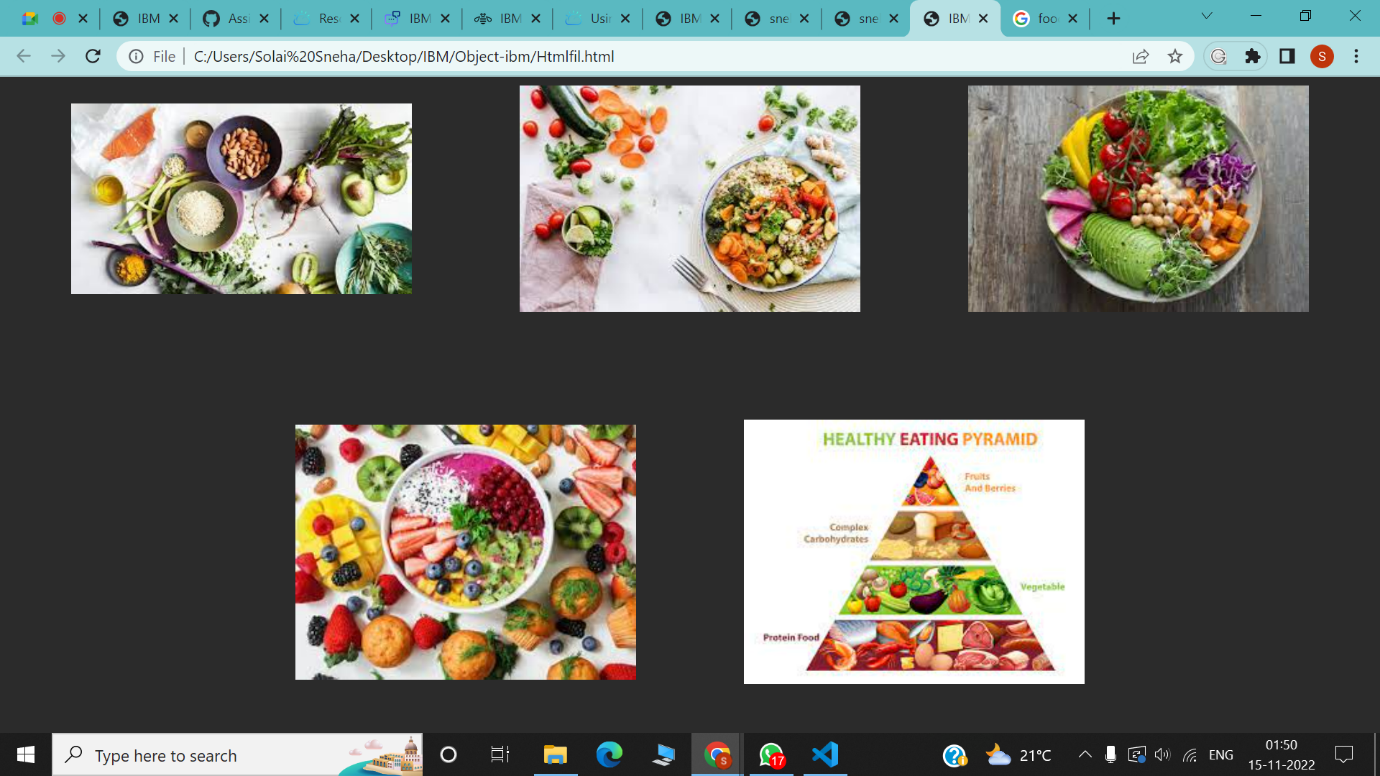 IBM
Assi
Res
IBM
IBM
Usin
IBM
sne
sne
IBM
foo
File
C:/Users/Solai%20Sneha/Desktop/IBM/Object-ibm/Htmlfil.html
S
HEALTHY EATING PYRAMID
Fruits
And Berries
Complex
Carbohydrates
Vegetable
Protein Food
Type here to search
S
17
21°C
ENG
01:50
15-11-2022